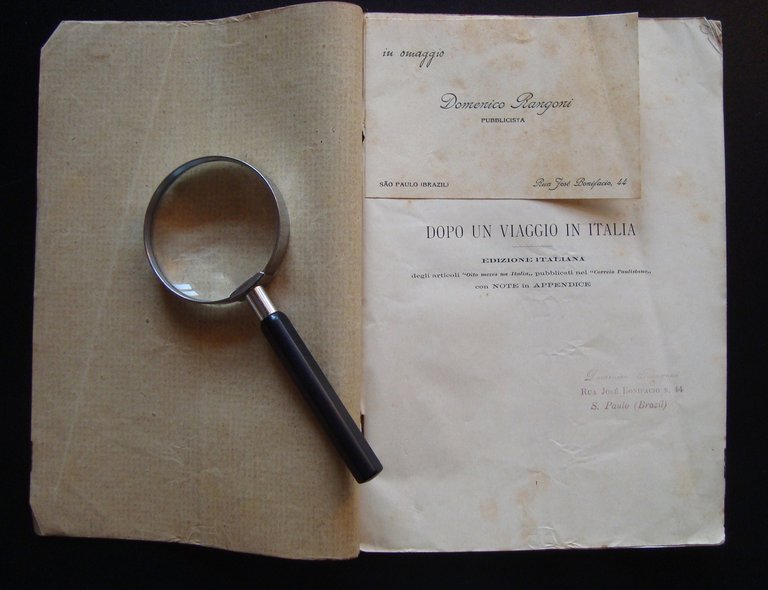 in omaggio
Domenico Rangoni
PUBBLICISTA
SÃO PAULO (BRAZIL) Rua José Bonifacio, 44
DOPO UN VIAGGIO IN ITALIA
EDIZIONE ITALIANA
degli articoli "Oito mezes na Italia,, pubblicati nel "Correio Paulistano,,
con NOTE in APPENDICE
RUA JOSÉ BONIFACIO N. 44
S. Paulo (Brazil)